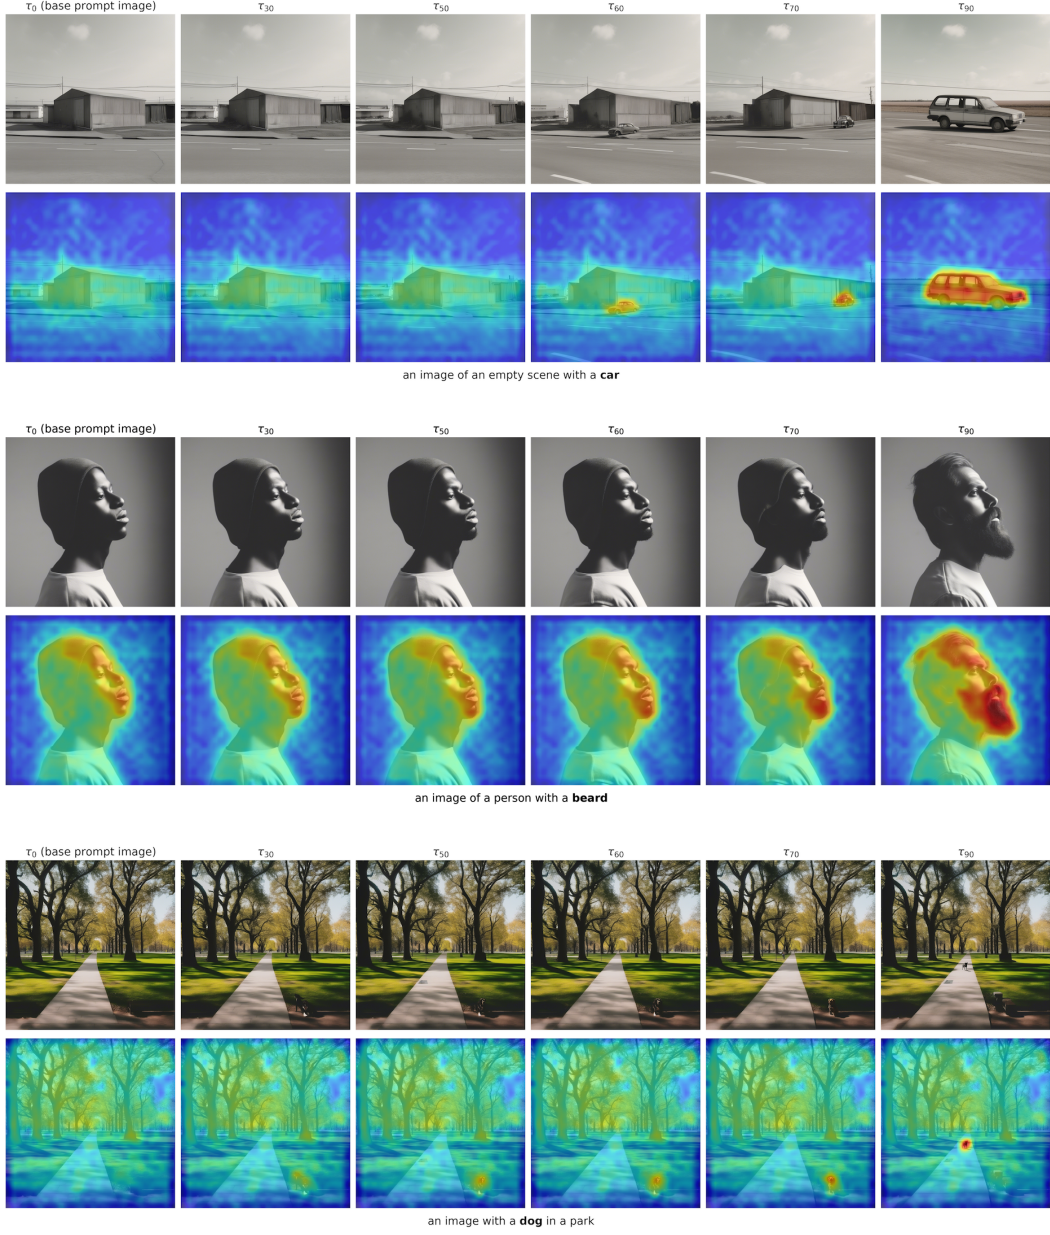 τ0 (base prompt image) τ30 τ50 τ60 τ70 τ90
an image of an empty scene with a car
τ0 (base prompt image) τ30 τ50 τ60 τ70 τ90
an image of a person with a beard
τ0 (base prompt image) τ30 τ50 τ60 τ70 τ90
an image with a dog in a park